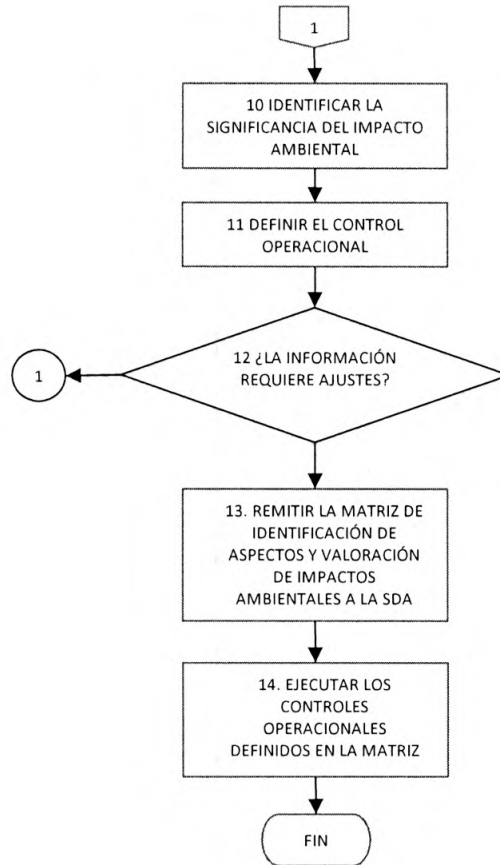 1
10 IDENTIFICAR LA
SIGNIFICANCIA DEL IMPACTO
AMBIENTAL
11 DEFINIR EL CONTROL
OPERACIONAL
12 ¿LA INFORMACIÓN
REQUIERE AJUSTES?
1
13. REMITIR LA MATRIZ DE
IDENTIFICACIÓN DE
ASPECTOS Y VALORACIÓN
DE IMPACTOS
AMBIENTALES A LA SDA
14. EJECUTAR LOS
CONTROLES
OPERACIONALES
DEFINIDOS EN LA MATRIZ
FIN